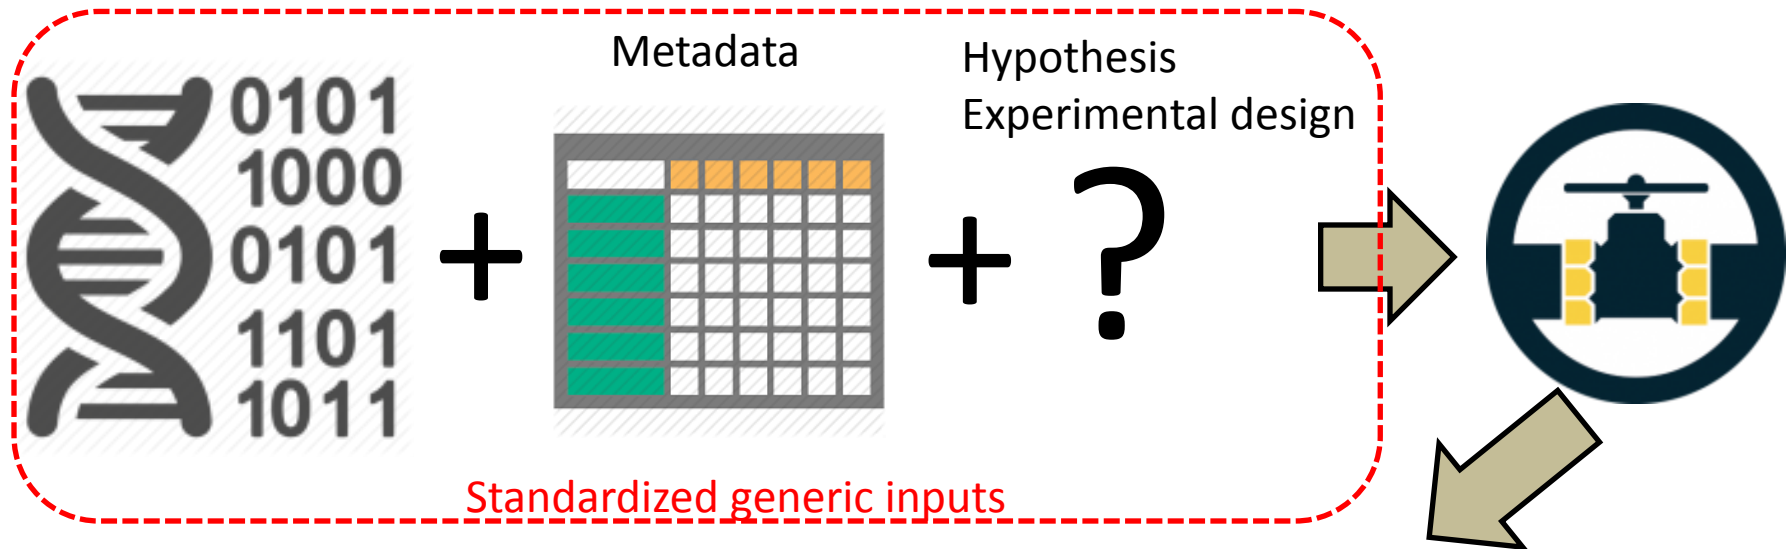 Metadata
Hypothesis
Experimental design
0101
1000
0101
1101
1011
+
+
?
Standardized generic inputs